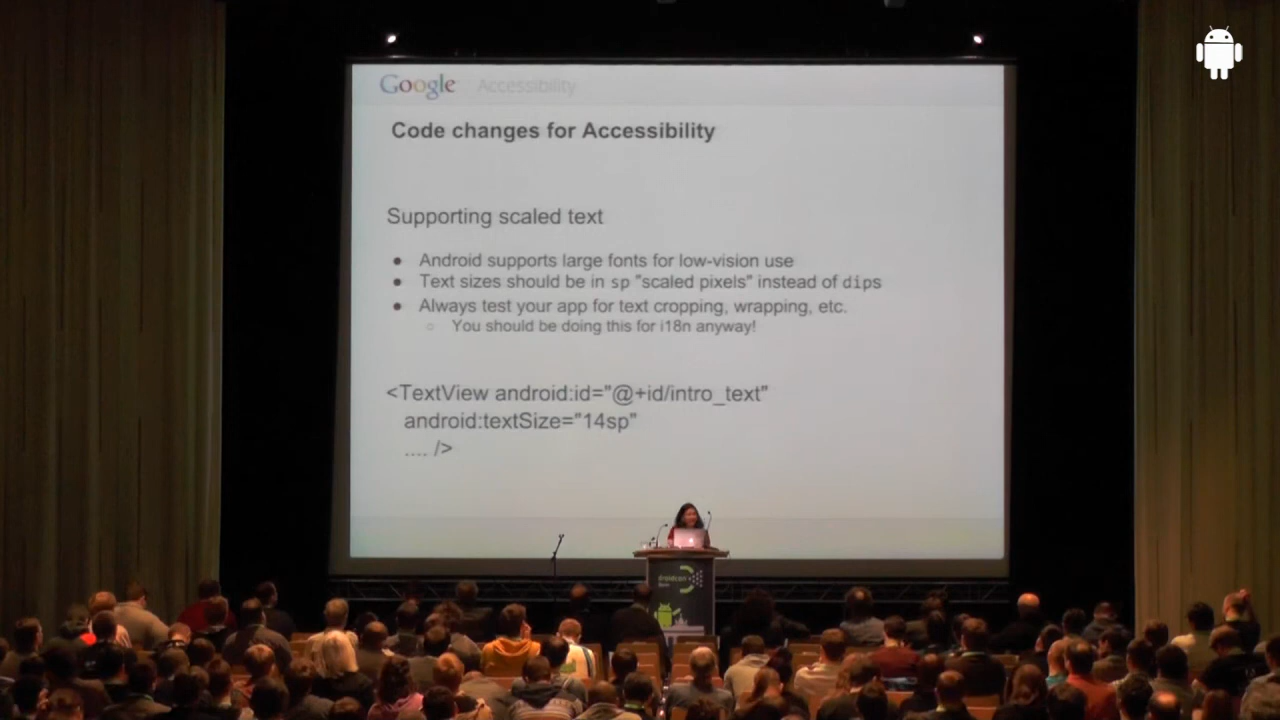 Google Accessibility
Code changes for Accessibility
Supporting scaled text
● Android supports large fonts for low-vision use
● Text sizes should be in sp "scaled pixels" instead of dips
● Always test your app for text cropping, wrapping, etc.
○ You should be doing this for i18n anyway!
<TextView android:id="@+id/intro_text"
android:textSize="14sp"
.... />
droidcon